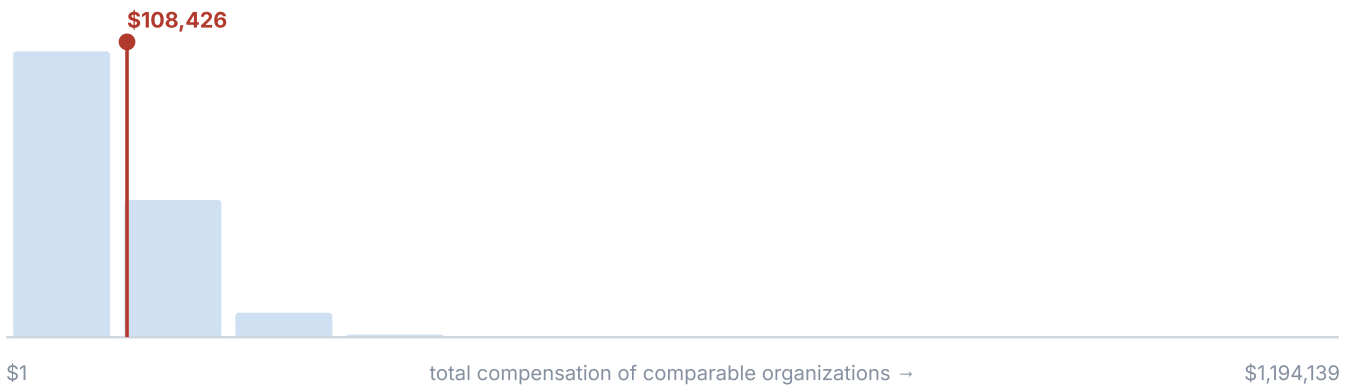 $108,426
$1
total compensation of comparable organizations →
$1,194,139